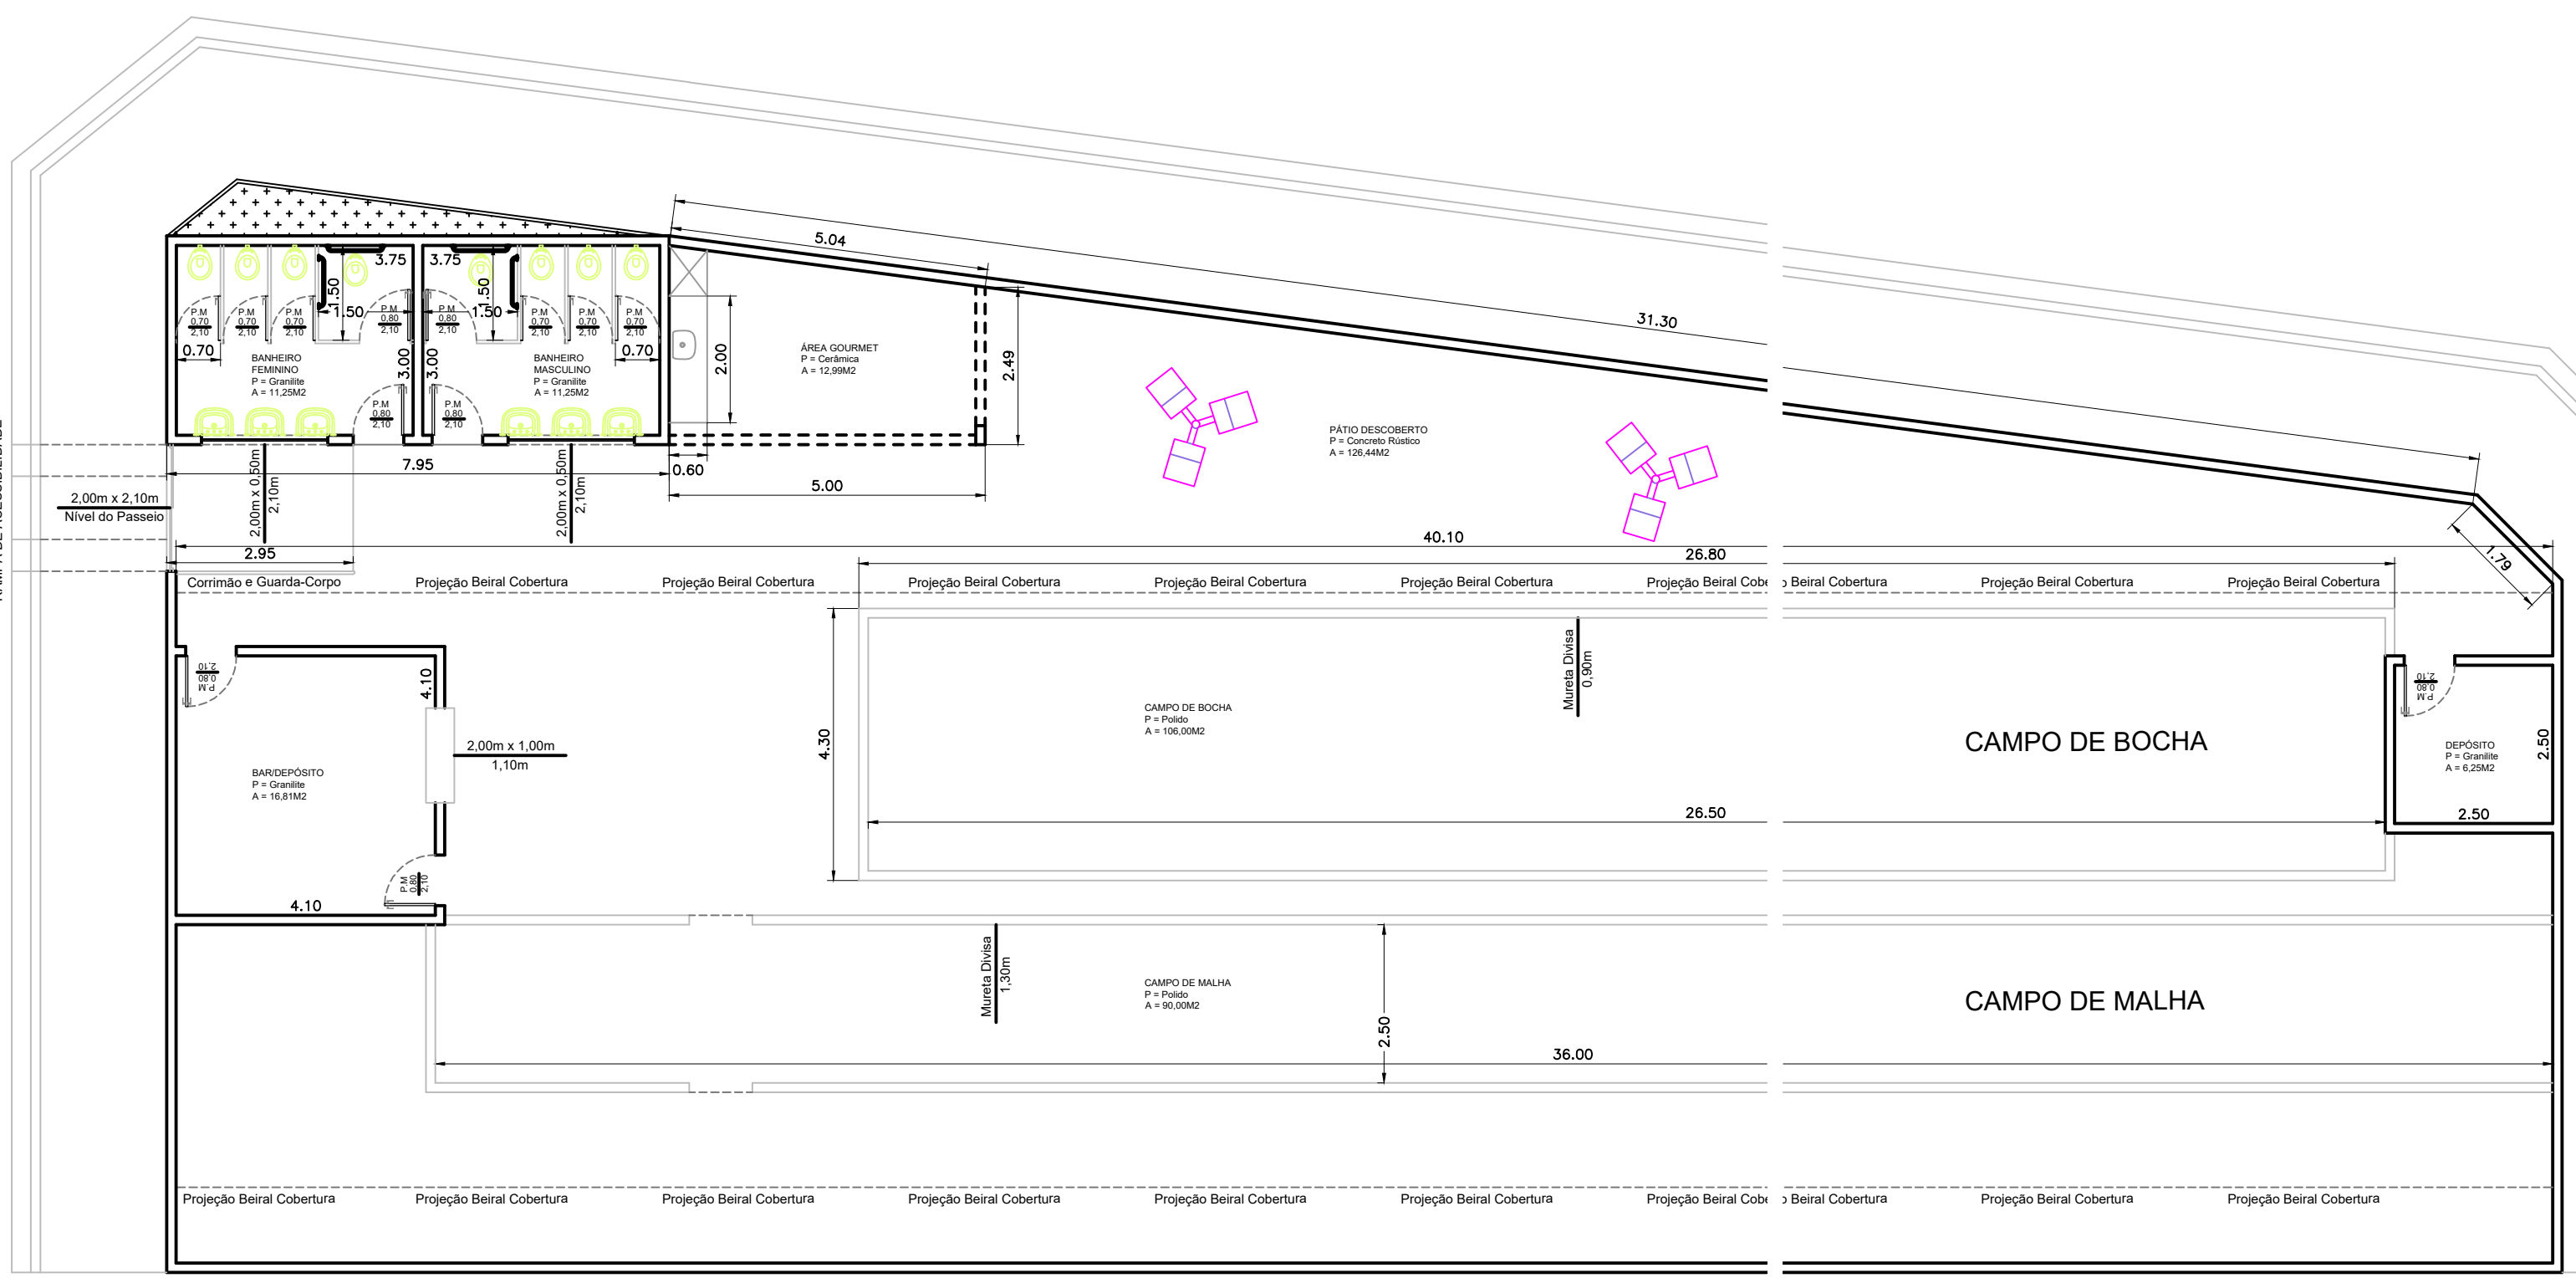 5.04
31.30
3.75
3.75
1.50
1.50
1.50
1.50
P.M
0,70
2,10
P.M
0,70
2,10
P.M
0,70
2,10
P.M
0,80
2,10
P.M
0,80
2,10
P.M
0,70
2,10
P.M
0,70
2,10
P.M
0,70
2,10
0.70
0.70
3.00
3.00
BANHEIRO
FEMININO
P = Granilite
A = 11,25M2
BANHEIRO
MASCULINO
P = Granilite
A = 11,25M2
P.M
0,80
2,10
P.M
0,80
2,10
2.00
ÁREA GOURMET
P = Cerâmica
A = 12,99M2
2.49
PÁTIO DESCOBERTO
P = Concreto Rústico
A = 126,44M2
7.95
0.60
5.00
2,00m x 0,50m
2,10m
2,00m x 0,50m
2,10m
2,00m x 2,10m
Nível do Passeio
2.95
40.10
26.80
1.79
Corrimão e Guarda-Corpo
Projeção Beiral Cobertura
Projeção Beiral Cobertura
Projeção Beiral Cobertura
Projeção Beiral Cobertura
Projeção Beiral Cobertura
Projeção Beiral Cobe
Beiral Cobertura
Projeção Beiral Cobertura
Projeção Beiral Cobertura
P.M
0,80
2,10
4.10
Mureta Divisa
0,90m
P.M
0,80
2,10
2,00m x 1,00m
1,10m
4.30
CAMPO DE BOCHA
P = Polido
A = 106,00M2
CAMPO DE BOCHA
DEPÓSITO
P = Granilite
A = 6,25M2
2.50
BAR/DEPÓSITO
P = Granilite
A = 16,81M2
26.50
2.50
P.M
0,80
2,10
4.10
Mureta Divisa
1,30m
CAMPO DE MALHA
P = Polido
A = 90,00M2
CAMPO DE MALHA
2.50
36.00
Projeção Beiral Cobertura
Projeção Beiral Cobertura
Projeção Beiral Cobertura
Projeção Beiral Cobertura
Projeção Beiral Cobertura
Projeção Beiral Cobertura
Projeção Beiral Cobe
Beiral Cobertura
Projeção Beiral Cobertura
Projeção Beiral Cobertura